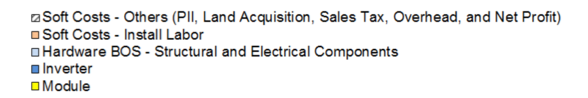 Soft Costs - Others (PII, Land Acquisition, Sales Tax, Overhead, and Net Profit)
Soft Costs - Install Labor
Hardware BOS - Structural and Electrical Components
Inverter
Module